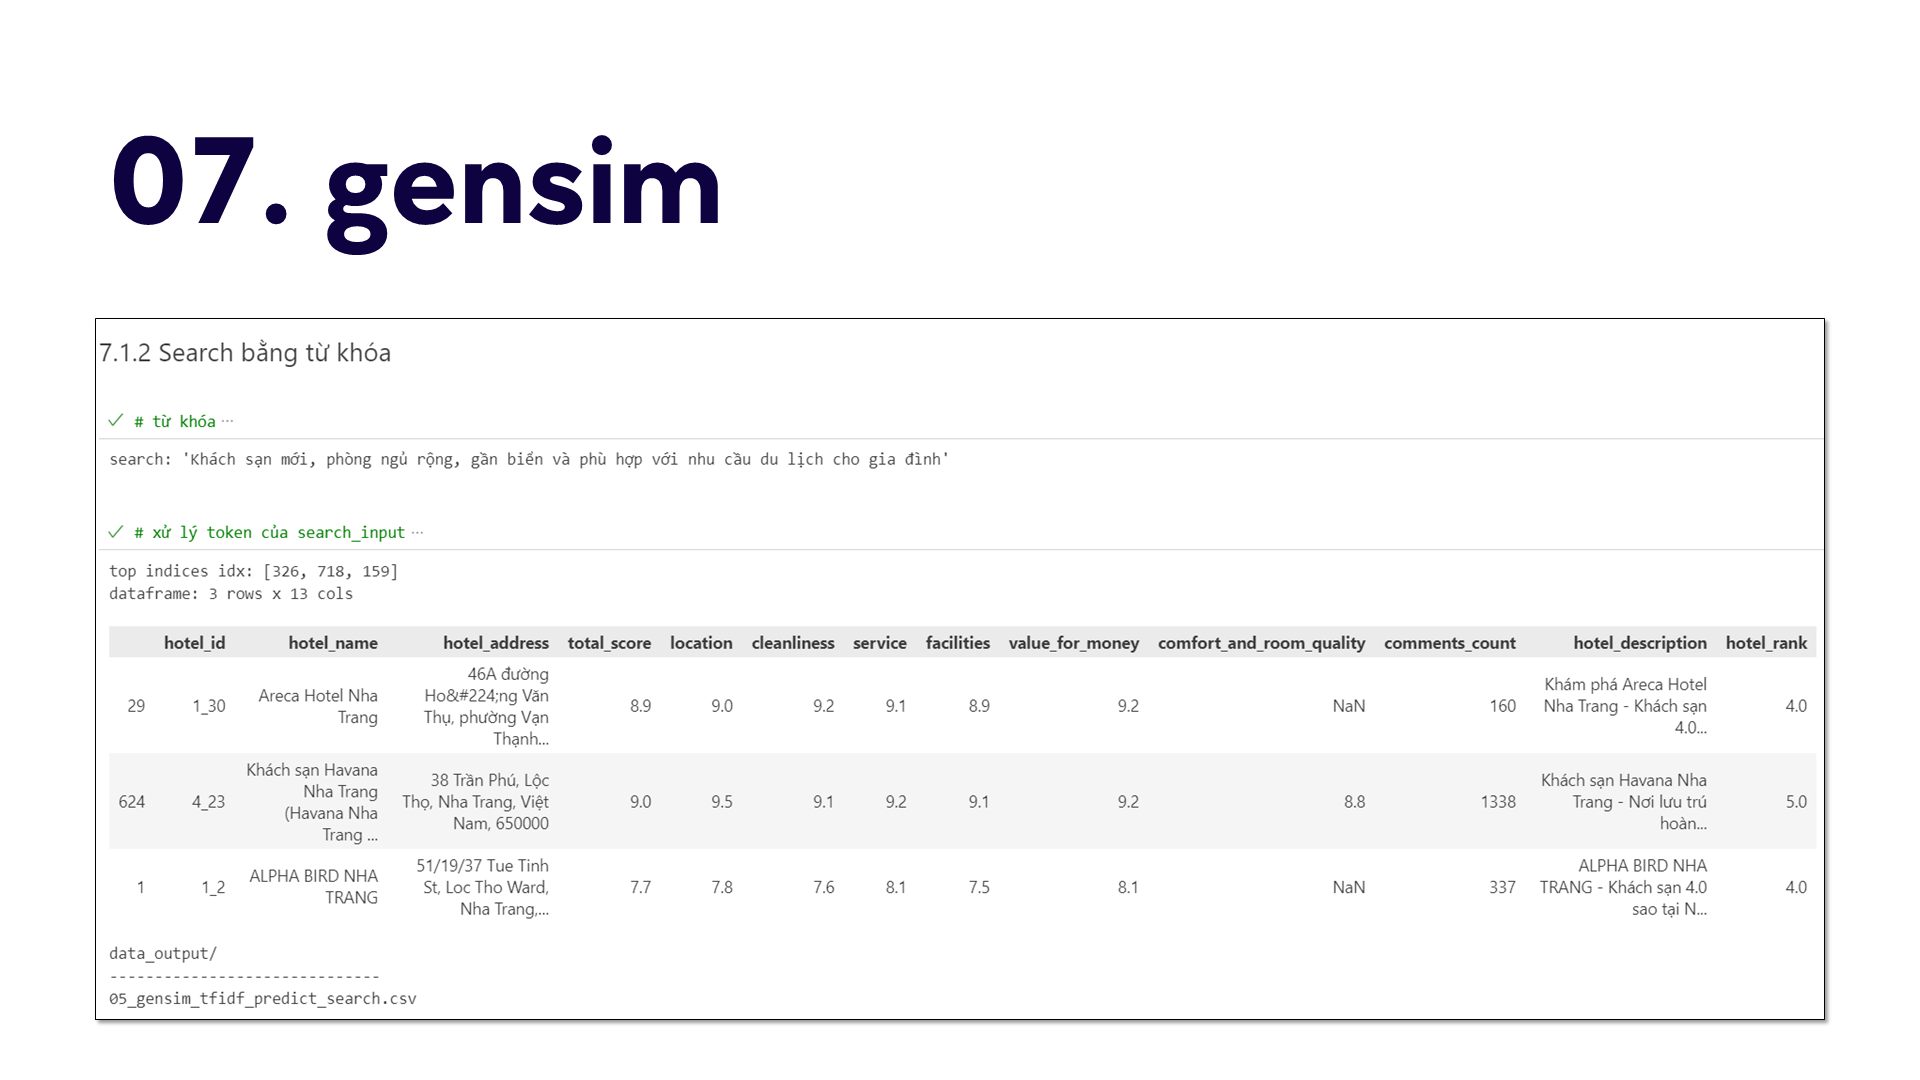 07. gensim
7.1.2 Search bằng từ khóa
# từ khóa ···
search: 'Khách sạn mới, phòng ngủ rộng, gần biển và phù hợp với nhu cầu du lịch cho gia đình'
# xử lý token của search_input ···
top indices idx: [326, 718, 159]
dataframe: 3 rows x 13 cols
hotel_id hotel_name hotel_address total_score location cleanliness service facilities value_for_money comfort_and_room_quality comments_count hotel_description hotel_rank
29 1_30 Areca Hotel Nha Trang 46A đường Ho&#224;ng Văn Thụ, phường Vạn Thạnh... 8.9 9.0 9.2 9.1 8.9 9.2 NaN 160 Khám phá Areca Hotel Nha Trang - Khách sạn 4.0... 4.0
624 4_23 Khách sạn Havana Nha Trang (Havana Nha Trang ... 38 Trần Phú, Lộc Thọ, Nha Trang, Việt Nam, 650000 9.0 9.5 9.1 9.2 9.1 9.2 8.8 1338 Khách sạn Havana Nha Trang - Nơi lưu trú hoàn... 5.0
1 1_2 ALPHA BIRD NHA TRANG 51/19/37 Tue Tinh St, Loc Tho Ward, Nha Trang,... 7.7 7.8 7.6 8.1 7.5 8.1 NaN 337 ALPHA BIRD NHA TRANG - Khách sạn 4.0 sao tại N... 4.0
data_output/
------------------------------
05_gensim_tfidf_predict_search.csv